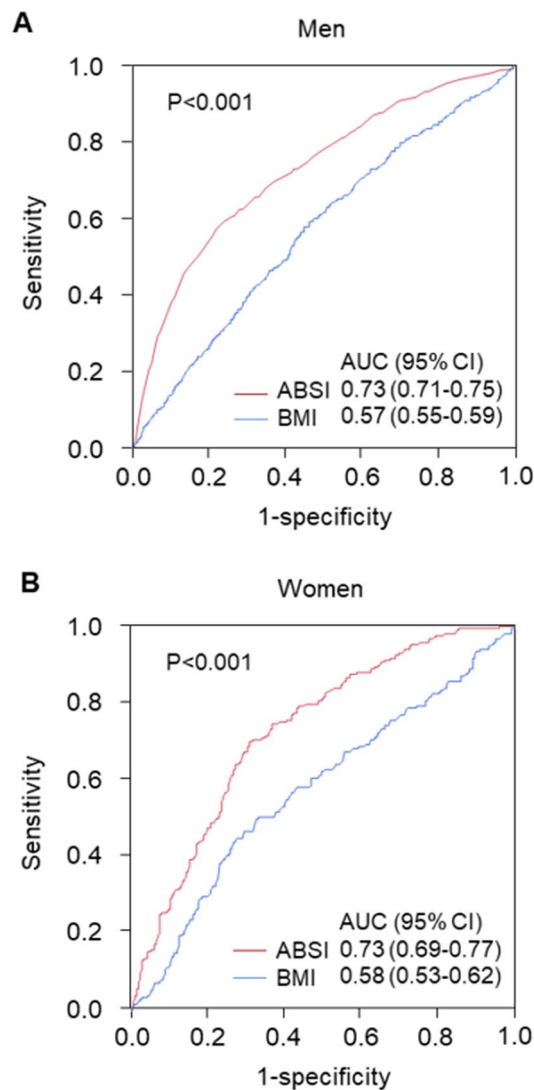 A
Men
1.0
P<0.001
0.8
0.6
0.4
0.2
0.0
Sensitivity
AUC (95% CI)
ABSI 0.73 (0.71-0.75)
BMI 0.57 (0.55-0.59)
0.0 0.2 0.4 0.6 0.8 1.0
1-specificity
B
Women
1.0
P<0.001
0.8
0.6
0.4
0.2
0.0
Sensitivity
AUC (95% CI)
ABSI 0.73 (0.69-0.77)
BMI 0.58 (0.53-0.62)
0.0 0.2 0.4 0.6 0.8 1.0
1-specificity